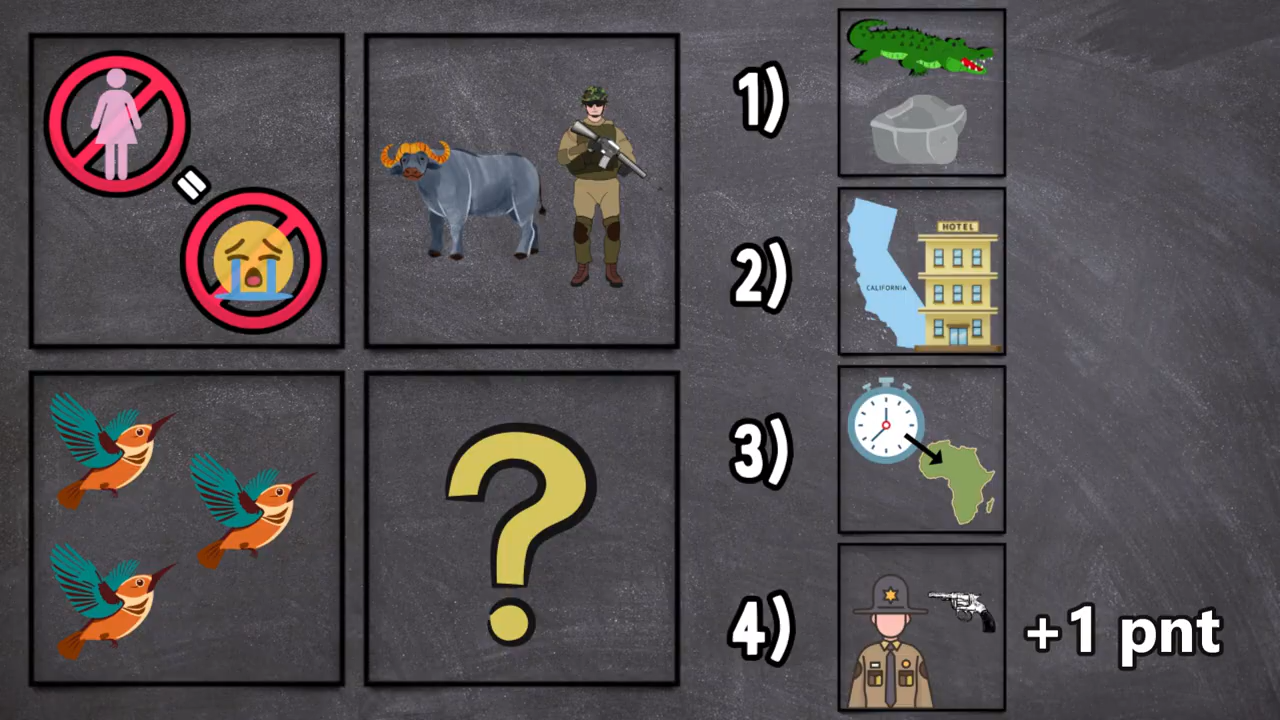 =
?
1)
CALIFORNIA
HOTEL
2)
3)
4)
+1 pnt